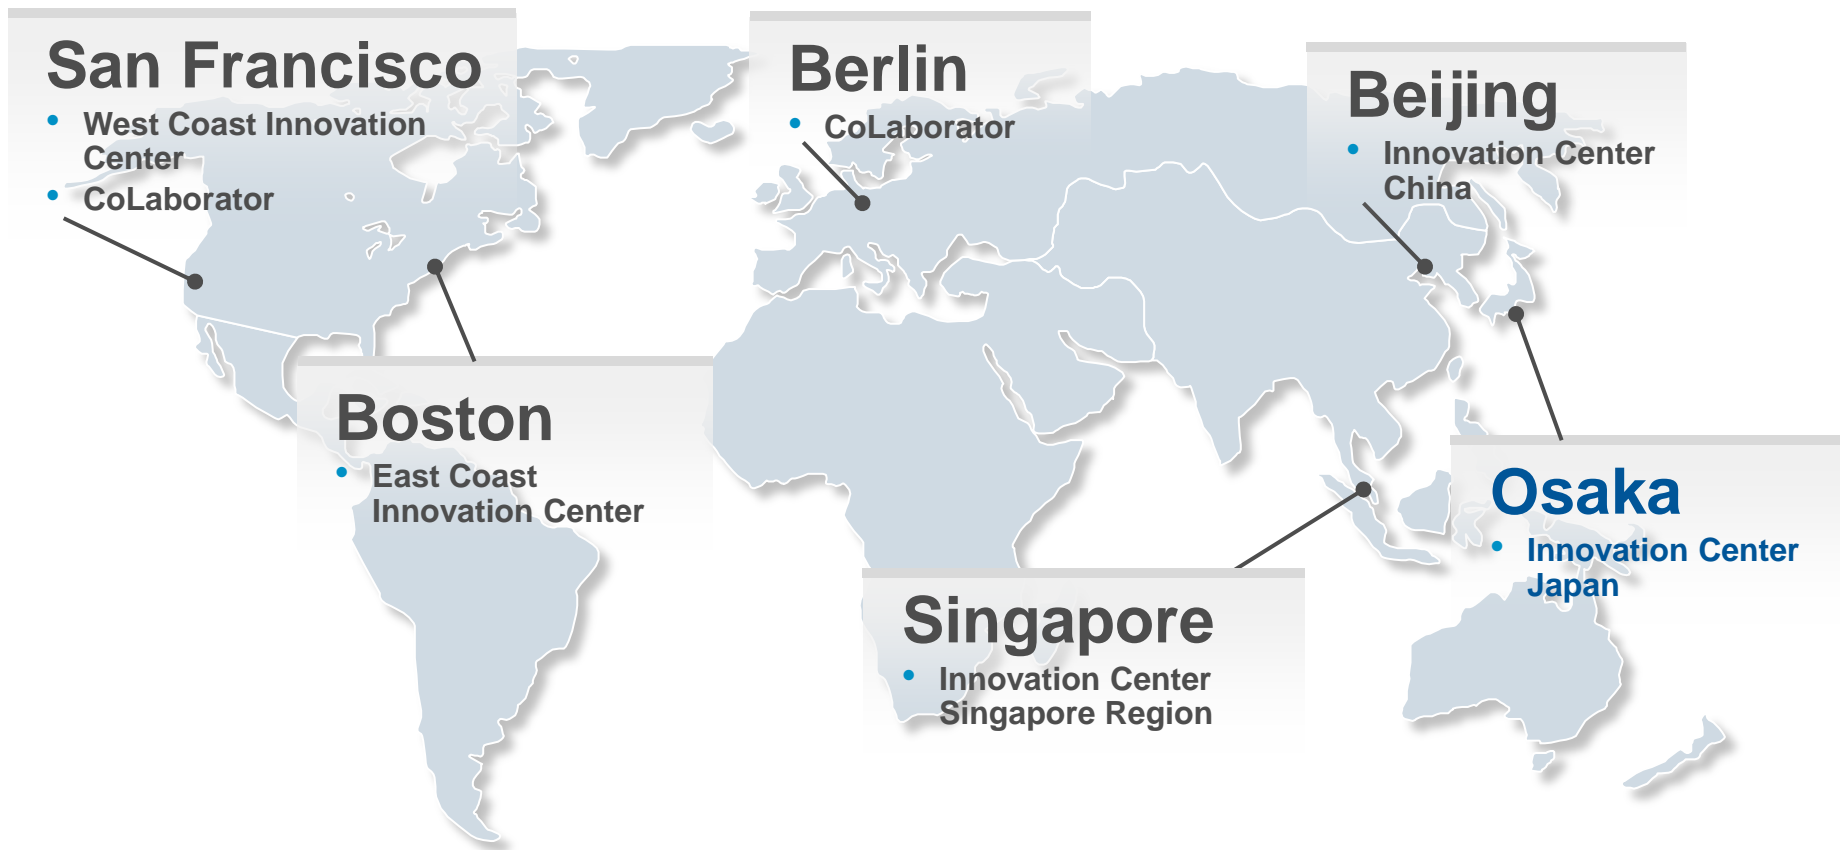 San Francisco
• West Coast Innovation
Center
• CoLaborator
Berlin
• CoLaborator
Beijing
• Innovation Center
China
Boston
• East Coast
Innovation Center
Osaka
• Innovation Center
Japan
Singapore
• Innovation Center
Singapore Region